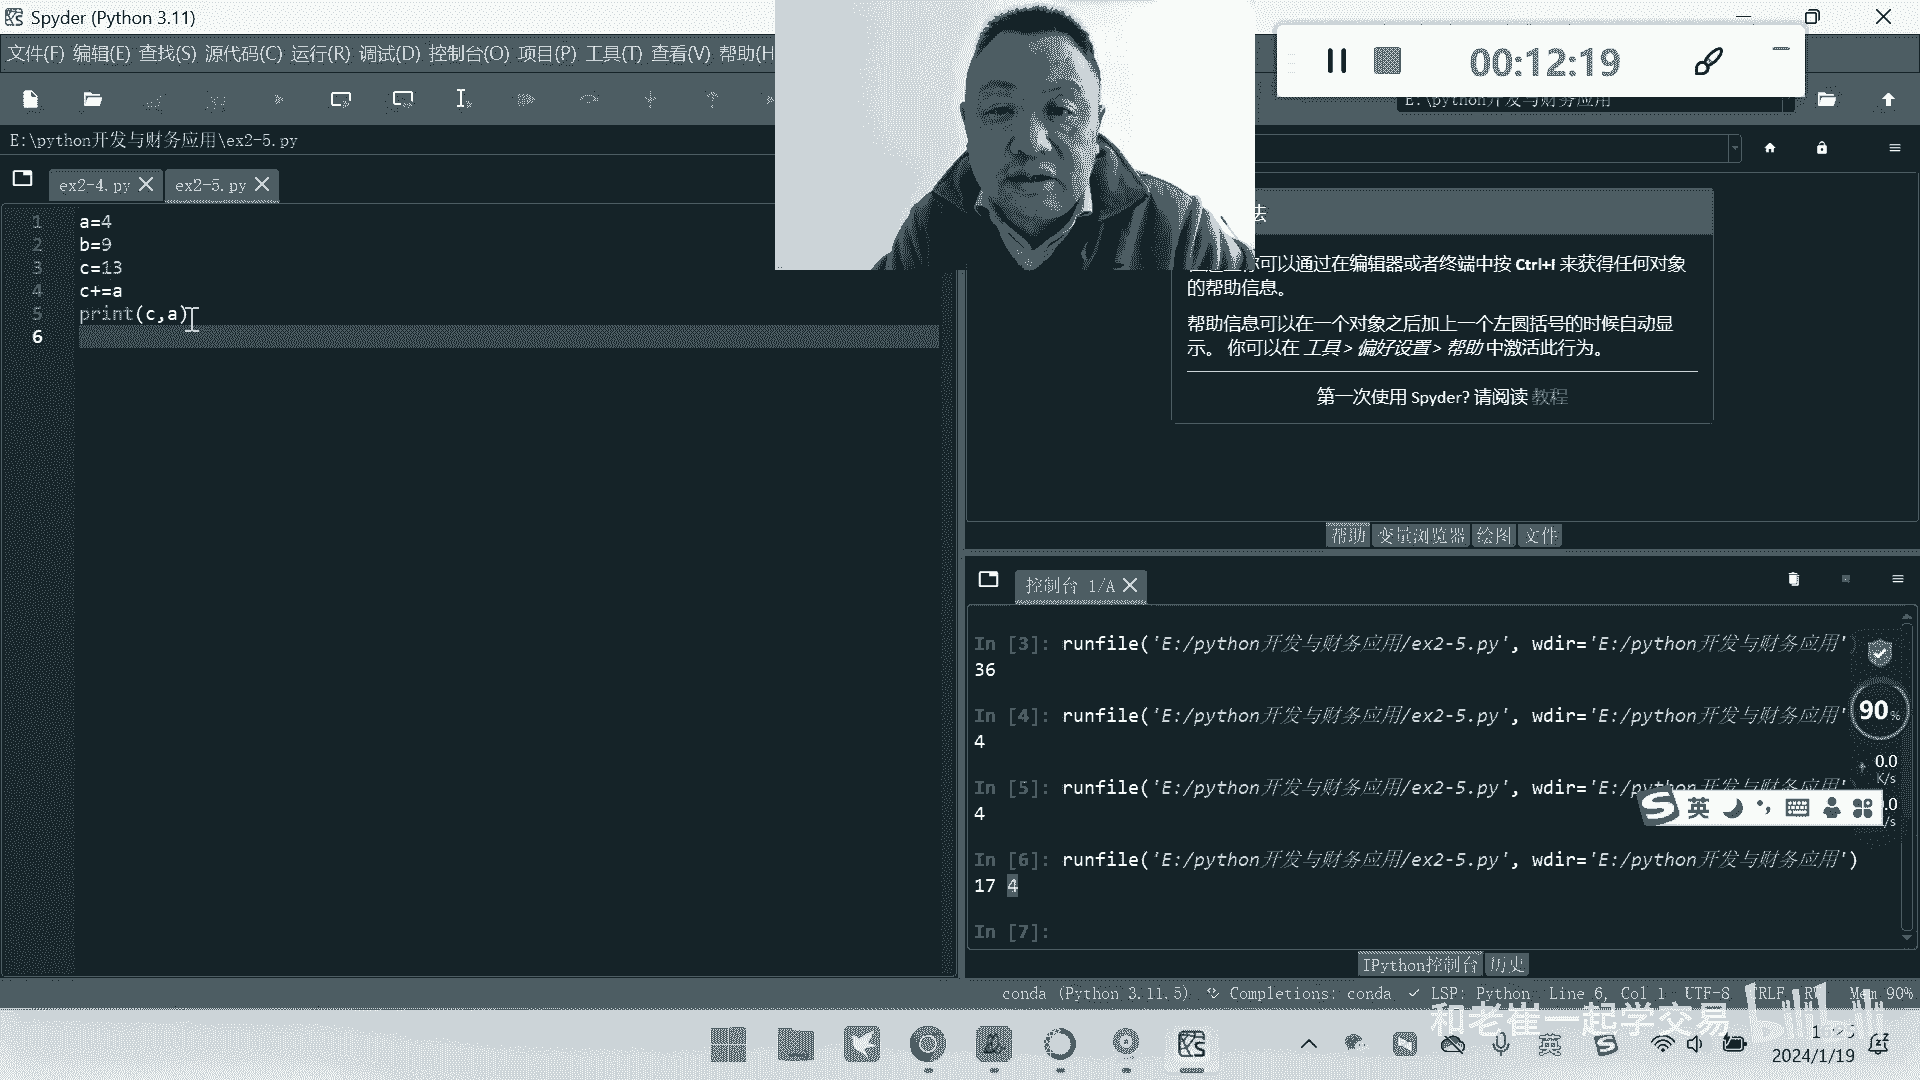 Spyder (Python 3.11)
文件(F) 编辑(E) 查找(S) 源代码(C) 运行(R) 调试(D) 控制台(O) 项目(P) 工具(T) 查看(V) 帮助(H
00:12:19
E:\python开发与财务应用
E:\python开发与财务应用\ex2-5.py
ex2-4.py
ex2-5.py
1 a=4
2 b=9
3 c=13
4 c+=a
5 print(c,a)
6
法
你可以通过在编辑器或者终端中按 Ctrl+I 来获得任何对象
的帮助信息。
帮助信息可以在一个对象之后加上一个左圆括号的时候自动显
示。 你可以在 工具 > 偏好设置 > 帮助 中激活此行为。
第一次使用 Spyder? 请阅读 教程
帮助 变量浏览器 绘图 文件
控制台 1/A
In [3]: runfile('E:/python开发与财务应用/ex2-5.py', wdir='E:/python开发与财务应用')
36
In [4]: runfile('E:/python开发与财务应用/ex2-5.py', wdir='E:/python开发与财务应用'
4
In [5]: runfile('E:/python开发与财务应用/ex2-5.py', wdir='E:/python开发与财务应用'
4
In [6]: runfile('E:/python开发与财务应用/ex2-5.py', wdir='E:/python开发与财务应用')
17 4
In [7]:
90%
0.0
K/s
英
IPython控制台 历史
conda (Python 3.11.5) Completions: conda LSP: Python Line 6, Col 1 UTF-8 CRLF RW Mem 90%
和老崔一起学交易
英
2024/1/19